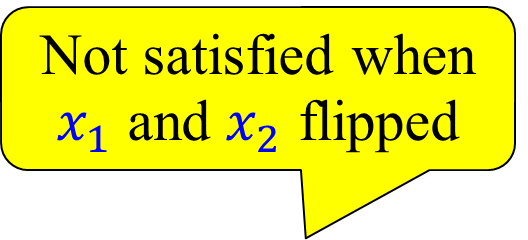 Not satisfied when
𝑥₁ and 𝑥₂ flipped